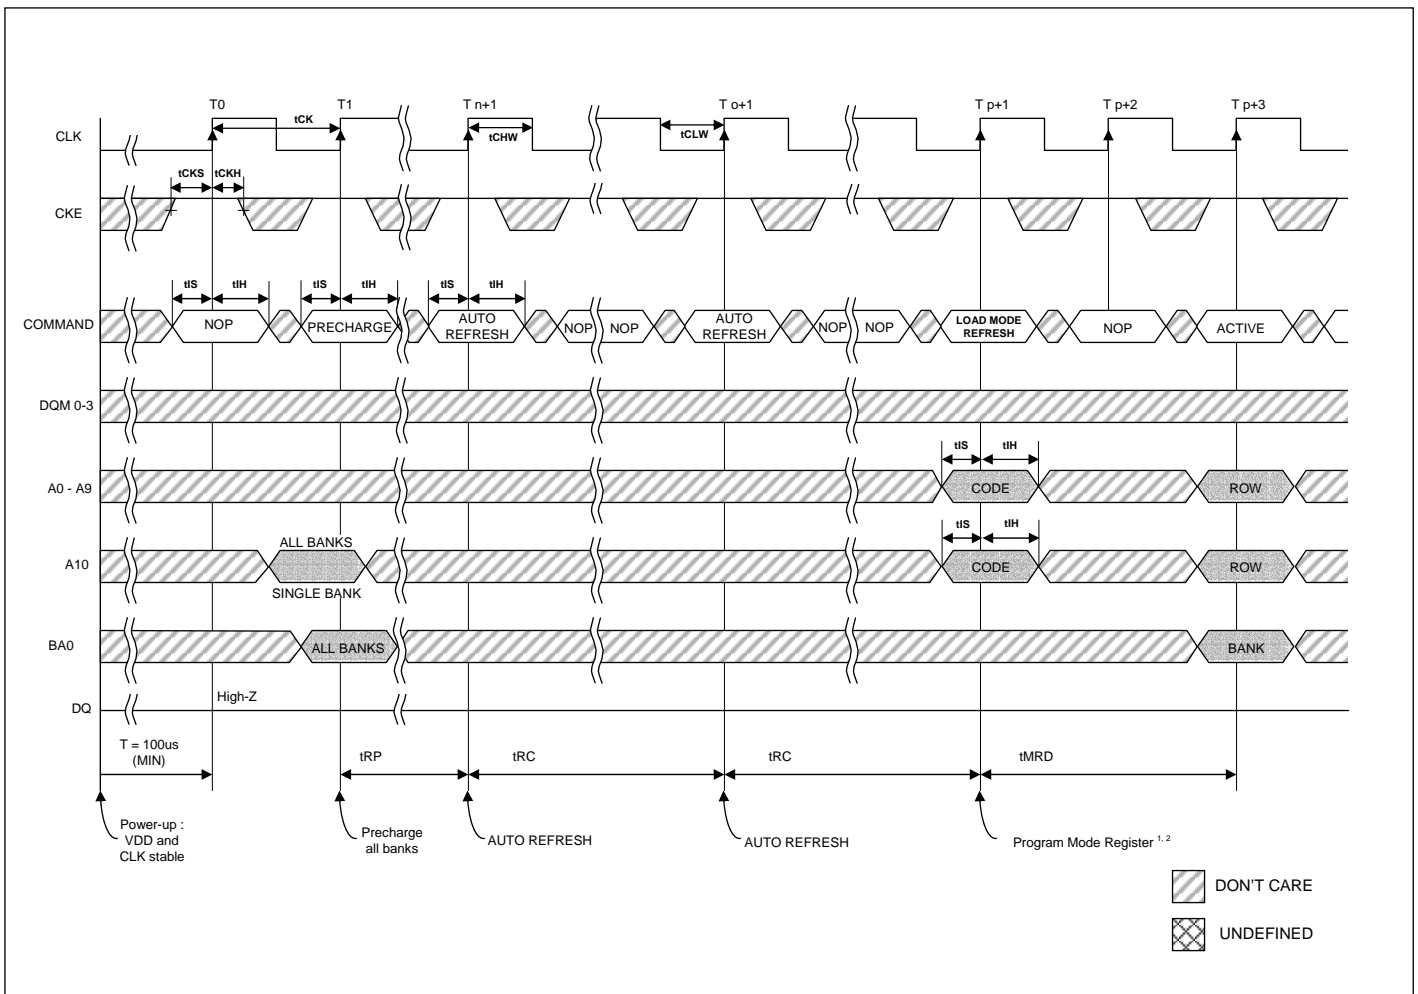 T0 T1 T n+1 T o+1 T p+1 T p+2 T p+3
CLK tCK tCHW tCLW
tCKS tCKH
CKE
tIS tIH tIS tIH tIS tIH
COMMAND NOP PRECHARGE AUTO REFRESH NOP NOP AUTO REFRESH NOP NOP LOAD MODE REFRESH NOP ACTIVE
DQM 0-3
tIS tIH
A0 - A9 CODE ROW
tIS tIH
ALL BANKS
A10 CODE ROW
SINGLE BANK
BA0 ALL BANKS BANK
High-Z
DQ
T = 100us
(MIN)
tRP tRC tRC tMRD
Power-up :
VDD and
CLK stable
Precharge
all banks
AUTO REFRESH
AUTO REFRESH
Program Mode Register 1, 2
DON'T CARE
UNDEFINED